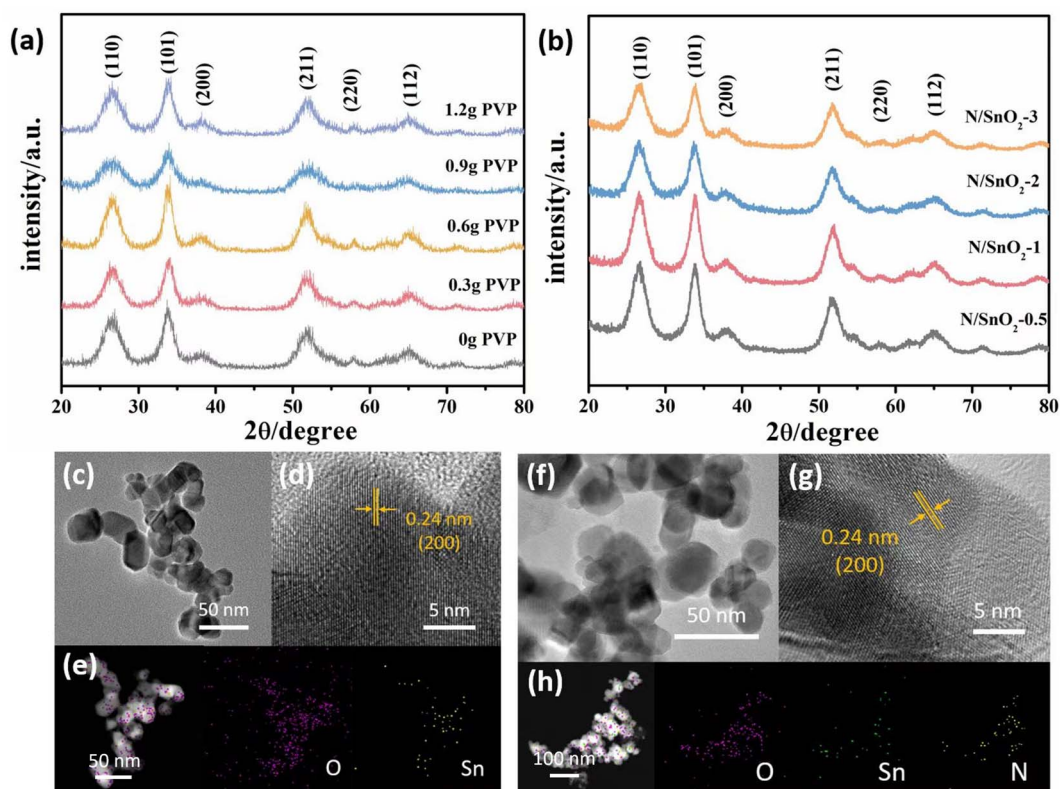 (a)
(110)
(101)
(200)
(211)
(220)
(112)
1.2g PVP
0.9g PVP
0.6g PVP
0.3g PVP
0g PVP
intensity/a.u.
20 30 40 50 60 70 80
2θ/degree
(b)
(110)
(101)
(200)
(211)
(220)
(112)
N/SnO₂-3
N/SnO₂-2
N/SnO₂-1
N/SnO₂-0.5
intensity/a.u.
20 30 40 50 60 70 80
2θ/degree
(c)
50 nm
(d)
0.24 nm
(200)
5 nm
(e)
50 nm
O
Sn
(f)
50 nm
(g)
0.24 nm
(200)
5 nm
(h)
100 nm
O
Sn
N